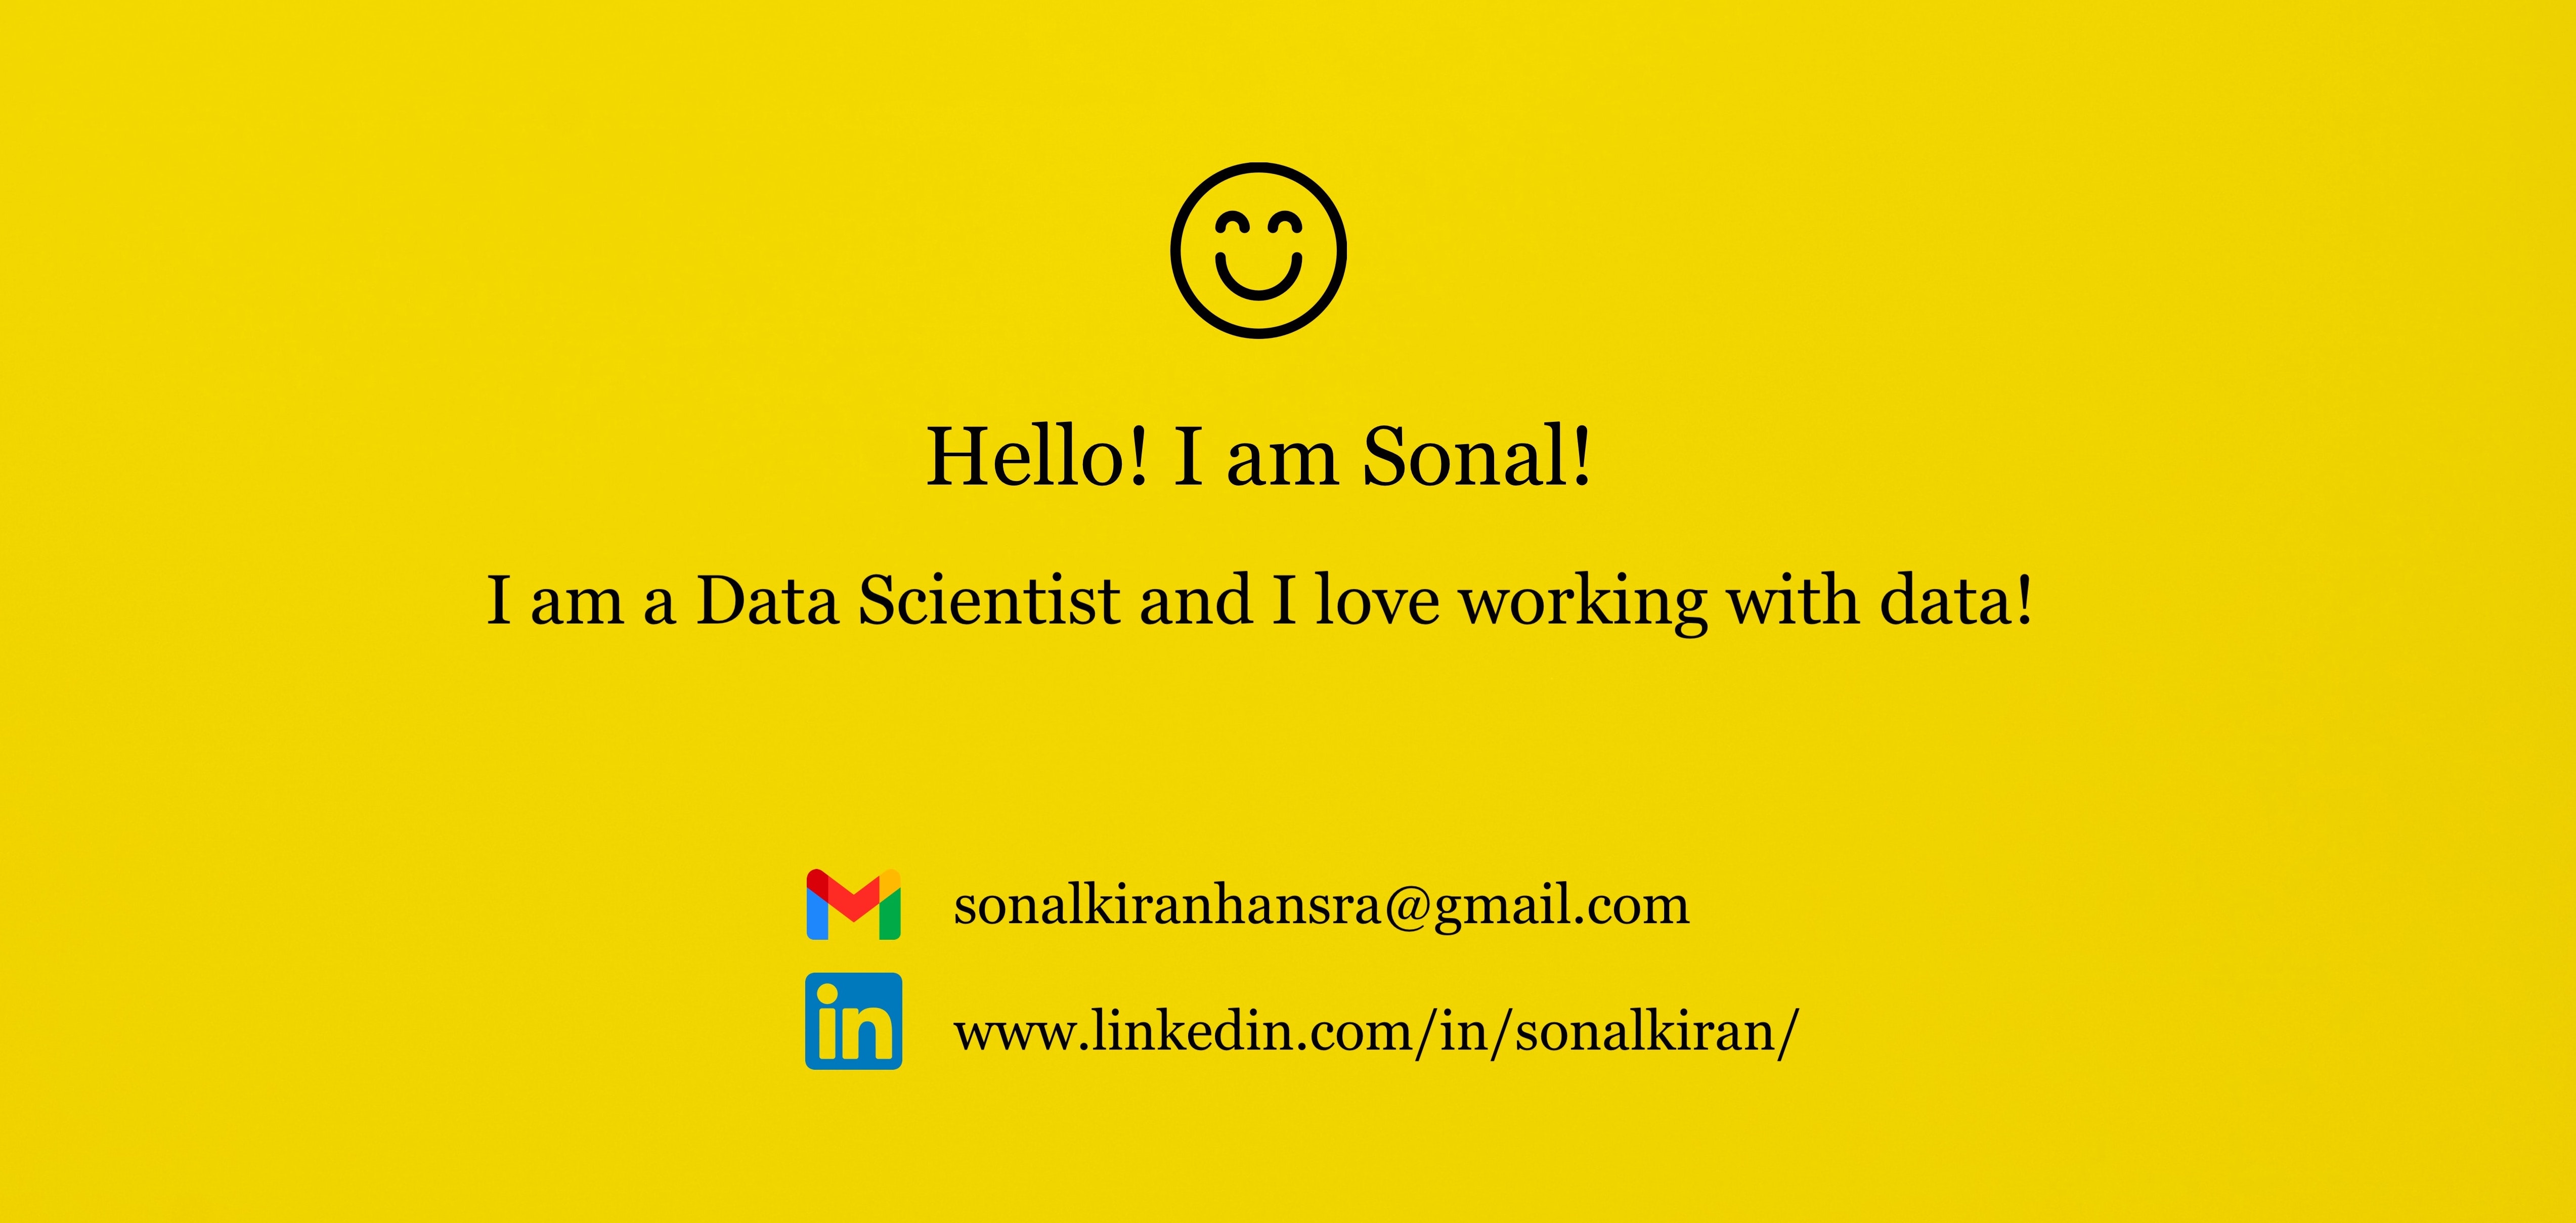 Hello! I am Sonal!
I am a Data Scientist and I love working with data!
sonalkiranhansra@gmail.com
in
www.linkedin.com/in/sonalkiran/